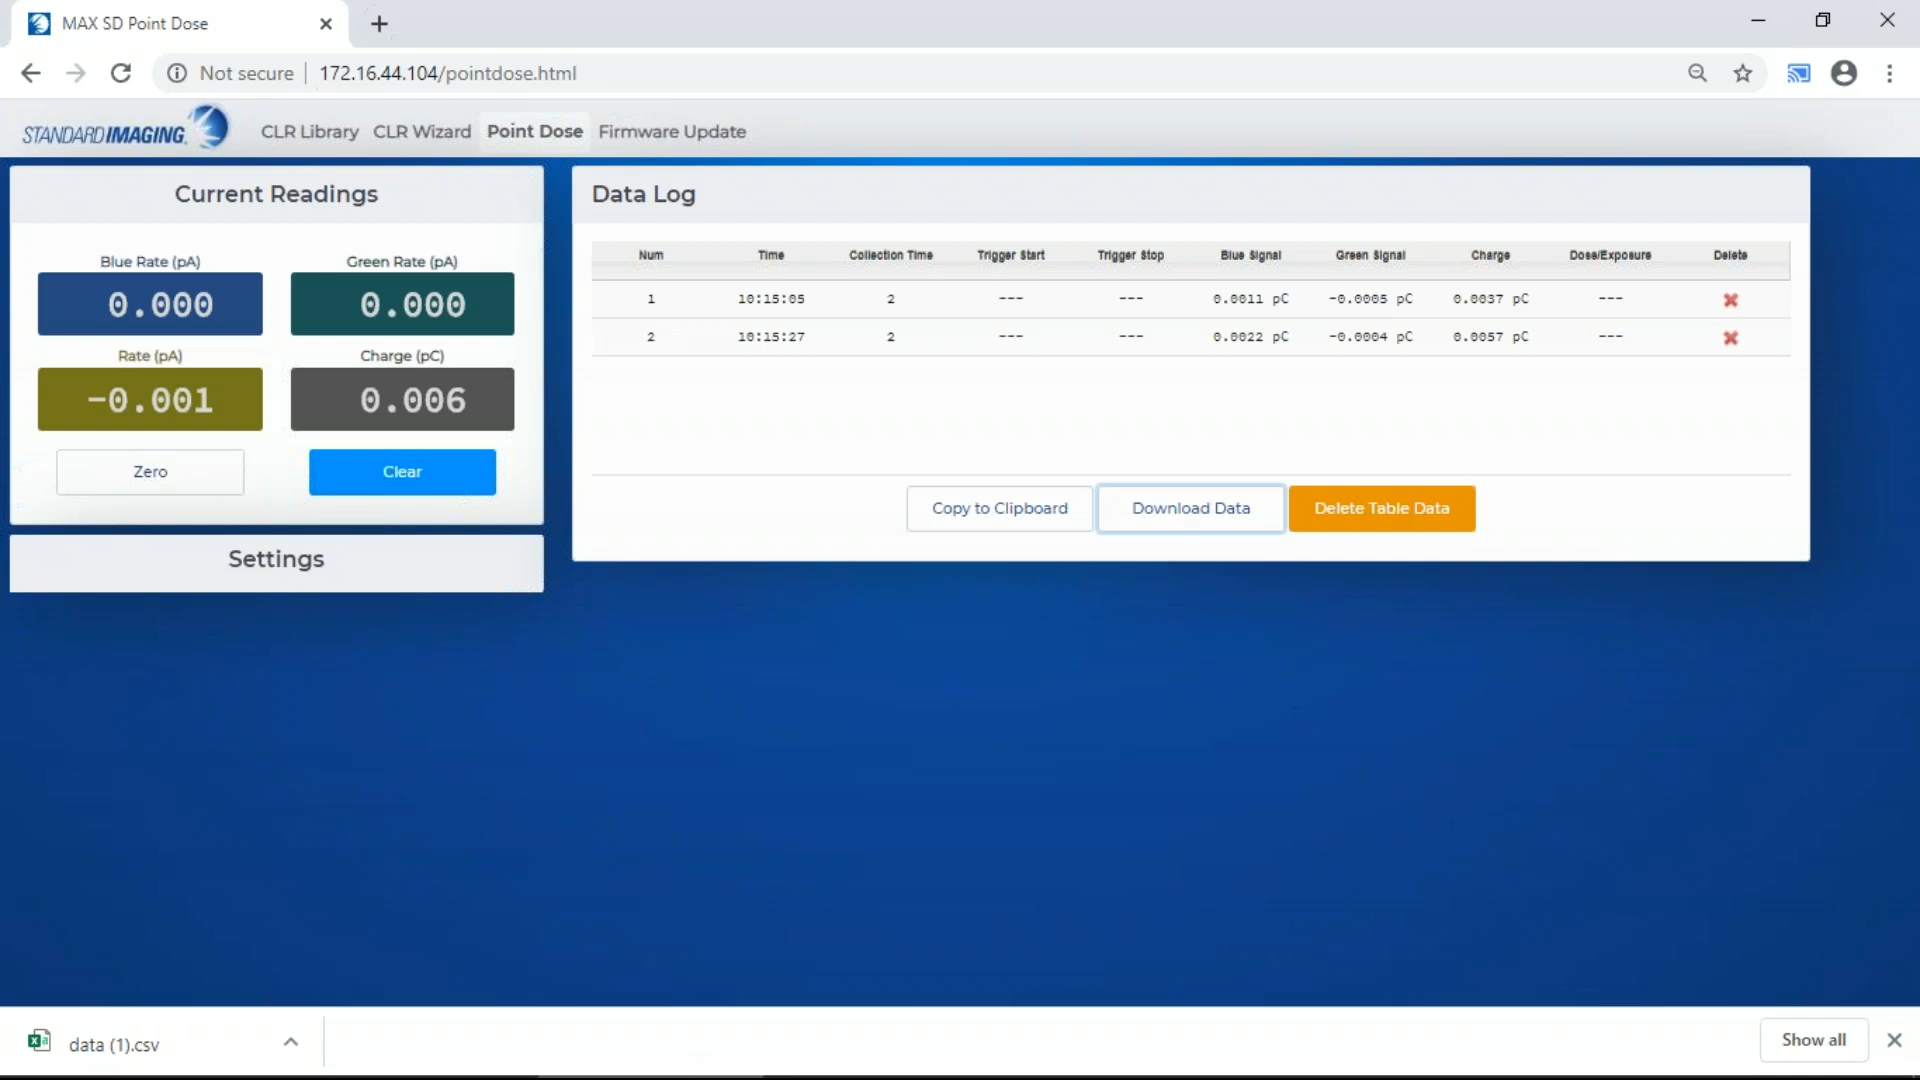 MAX SD Point Dose
Not secure 172.16.44.104/pointdose.html
STANDARD IMAGING CLR Library CLR Wizard Point Dose Firmware Update
Current Readings
Blue Rate (pA) Green Rate (pA)
0.000 0.000
Rate (pA) Charge (pC)
-0.001 0.006
Zero Clear
Settings
Data Log
Num Time Collection Time Trigger Start Trigger Stop Blue Signal Green Signal Charge Dose/Exposure Delete
1 10:15:05 2 --- --- 0.0011 pC -0.0005 pC 0.0037 pC ---
2 10:15:27 2 --- --- 0.0022 pC -0.0004 pC 0.0057 pC ---
Copy to Clipboard Download Data Delete Table Data
data (1).csv Show all